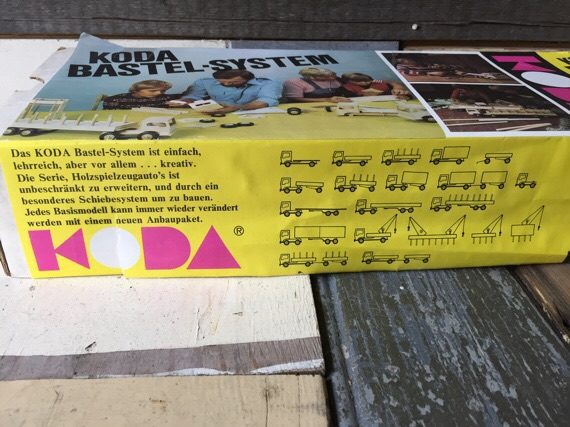 KODA
BASTEL-SYSTEM
Das KODA Bastel-System ist einfach,
lehrreich, aber vor allem . . . kreativ.
Die Serie, Holzspielzeugauto's ist
unbeschränkt zu erweitern, und durch ein
besonderes Schiebesystem um zu bauen.
Jedes Basismodell kann immer wieder verändert
werden mit einem neuen Anbaupaket.
KODA®